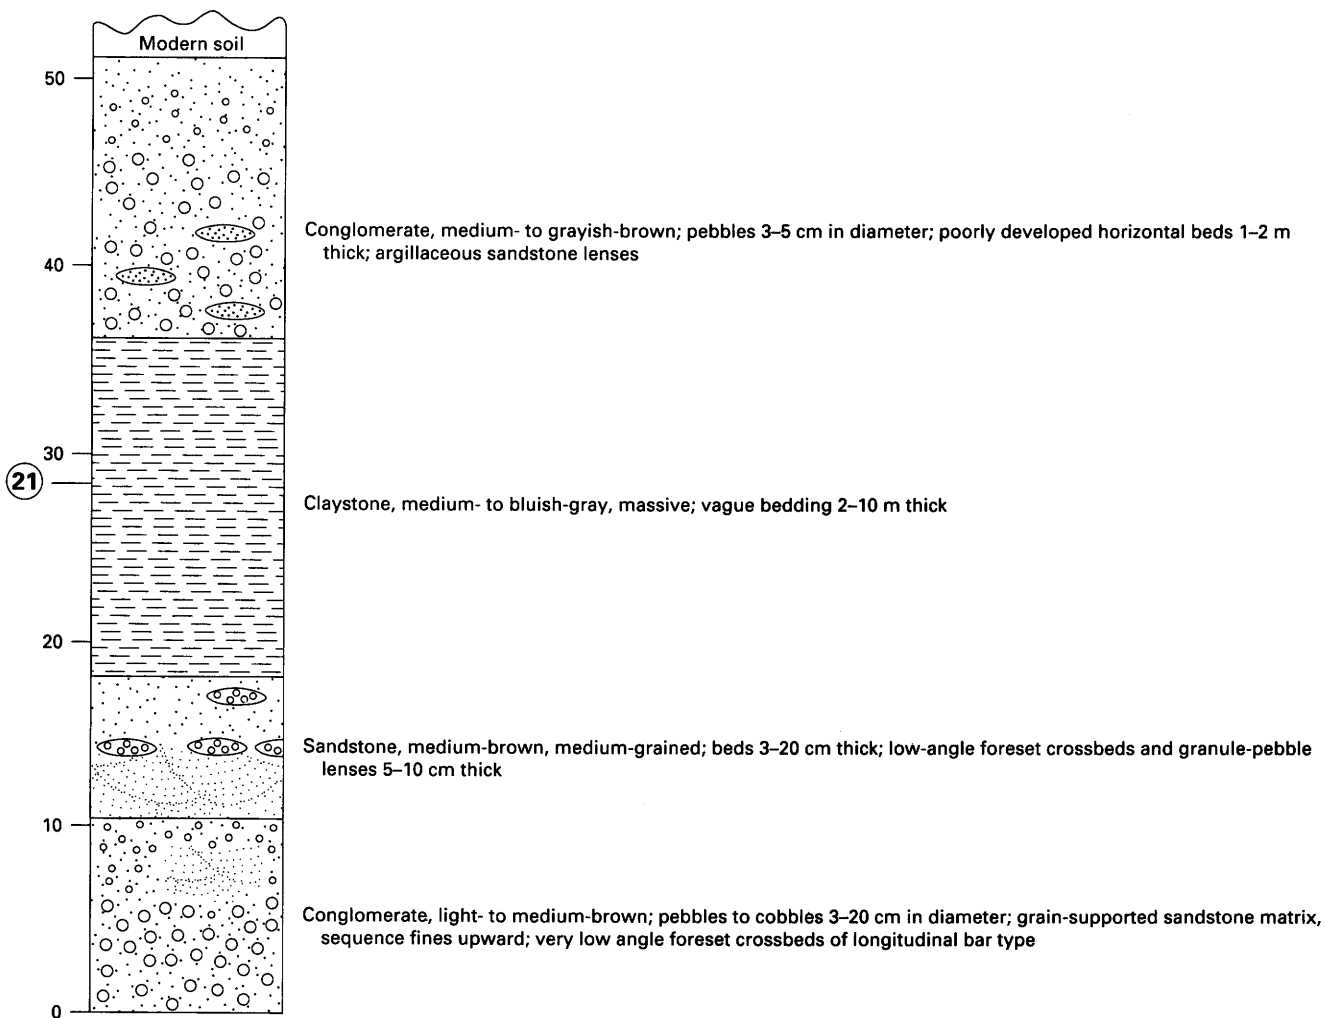 Modern soil
50
Conglomerate, medium- to grayish-brown; pebbles 3–5 cm in diameter; poorly developed horizontal beds 1–2 m
thick; argillaceous sandstone lenses
40
30
21
Claystone, medium- to bluish-gray, massive; vague bedding 2–10 m thick
20
Sandstone, medium-brown, medium-grained; beds 3–20 cm thick; low-angle foreset crossbeds and granule-pebble
lenses 5–10 cm thick
10
Conglomerate, light- to medium-brown; pebbles to cobbles 3–20 cm in diameter; grain-supported sandstone matrix,
sequence fines upward; very low angle foreset crossbeds of longitudinal bar type
0